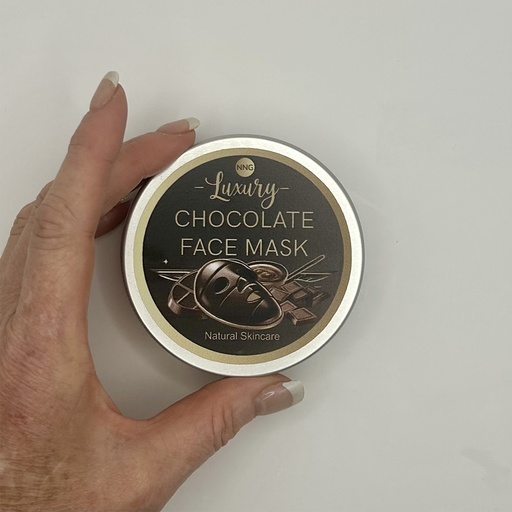 NNG
Luxury
CHOCOLATE
FACE MASK
Natural Skincare